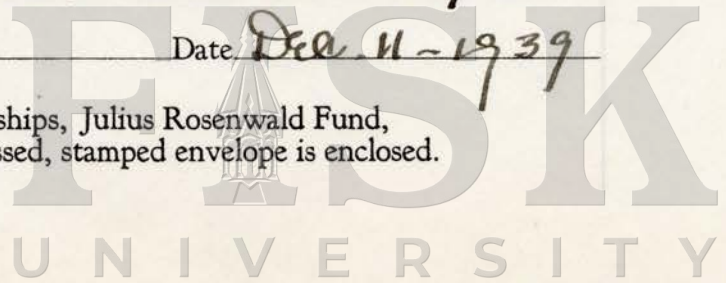 Date Dec. 11 - 1939
ships, Julius Rosenwald Fund,
ssed, stamped envelope is enclosed.
FISK
UNIVERSITY